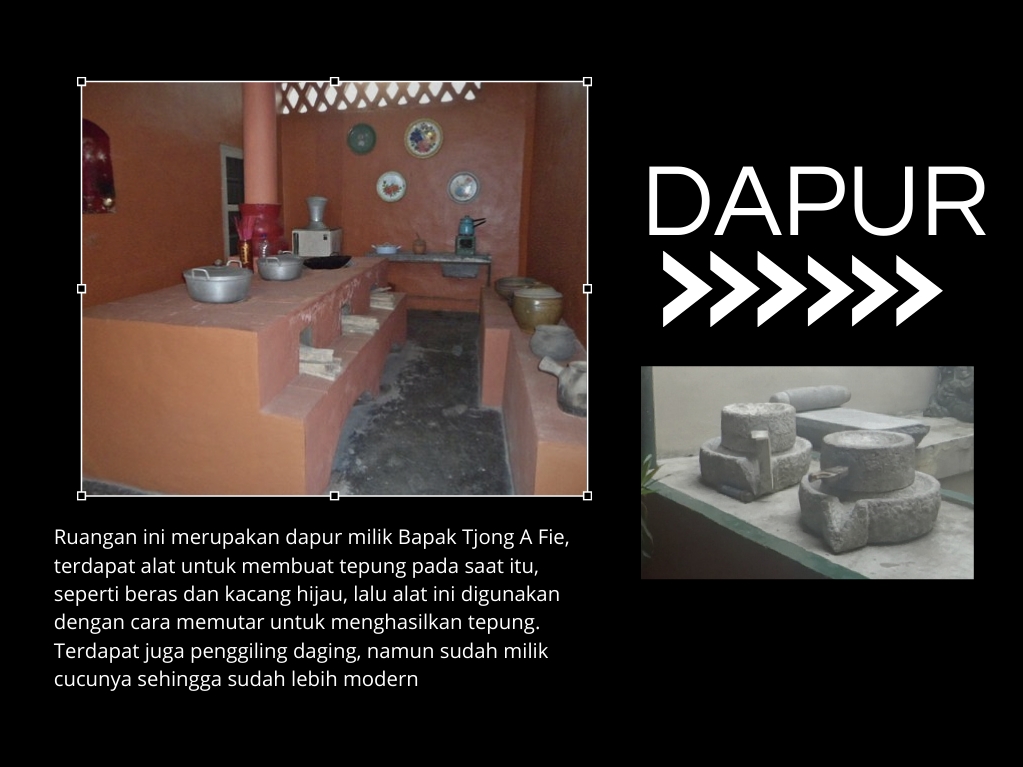 DAPUR
Ruangan ini merupakan dapur milik Bapak Tjong A Fie,
terdapat alat untuk membuat tepung pada saat itu,
seperti beras dan kacang hijau, lalu alat ini digunakan
dengan cara memutar untuk menghasilkan tepung.
Terdapat juga penggiling daging, namun sudah milik
cucunya sehingga sudah lebih modern